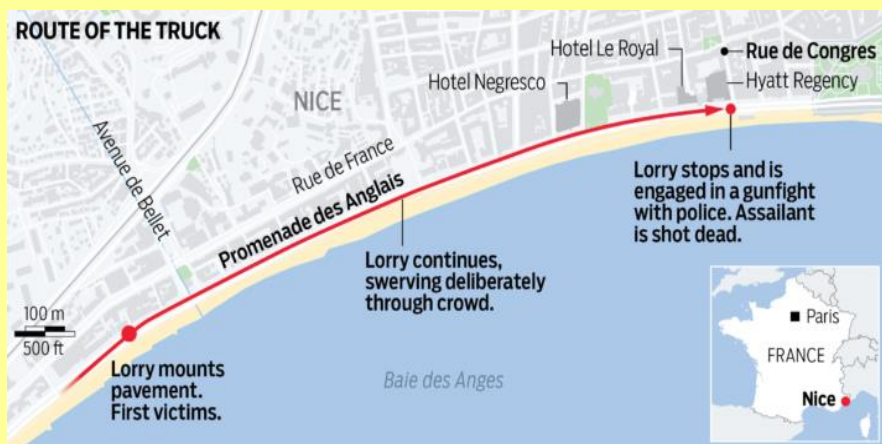 ROUTE OF THE TRUCK
Hotel Le Royal
Rue de Congres
Hotel Negresco
Hyatt Regency
NICE
Avenue de Bellet
Rue de France
Promenade des Anglais
Lorry stops and is
engaged in a gunfight
with police. Assailant
is shot dead.
Lorry continues,
swerving deliberately
through crowd.
100 m
500 ft
Lorry mounts
pavement.
First victims.
Baie des Anges
Paris
FRANCE
Nice